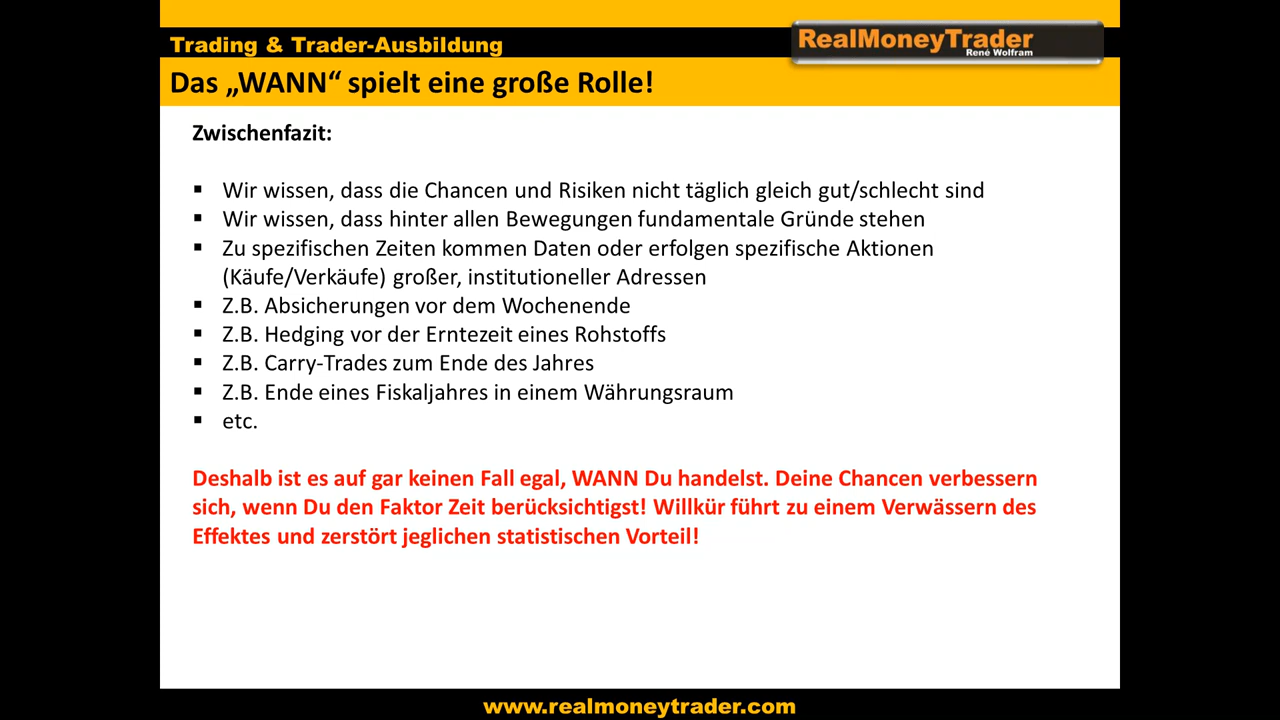 Trading & Trader-Ausbildung
RealMoneyTrader
René Wolfram
Das „WANN“ spielt eine große Rolle!
Zwischenfazit:
▪ Wir wissen, dass die Chancen und Risiken nicht täglich gleich gut/schlecht sind
▪ Wir wissen, dass hinter allen Bewegungen fundamentale Gründe stehen
▪ Zu spezifischen Zeiten kommen Daten oder erfolgen spezifische Aktionen
(Käufe/Verkäufe) großer, institutioneller Adressen
▪ Z.B. Absicherungen vor dem Wochenende
▪ Z.B. Hedging vor der Erntezeit eines Rohstoffs
▪ Z.B. Carry-Trades zum Ende des Jahres
▪ Z.B. Ende eines Fiskaljahres in einem Währungsraum
▪ etc.
Deshalb ist es auf gar keinen Fall egal, WANN Du handelst. Deine Chancen verbessern
sich, wenn Du den Faktor Zeit berücksichtigst! Willkür führt zu einem Verwässern des
Effektes und zerstört jeglichen statistischen Vorteil!
www.realmoneytrader.com